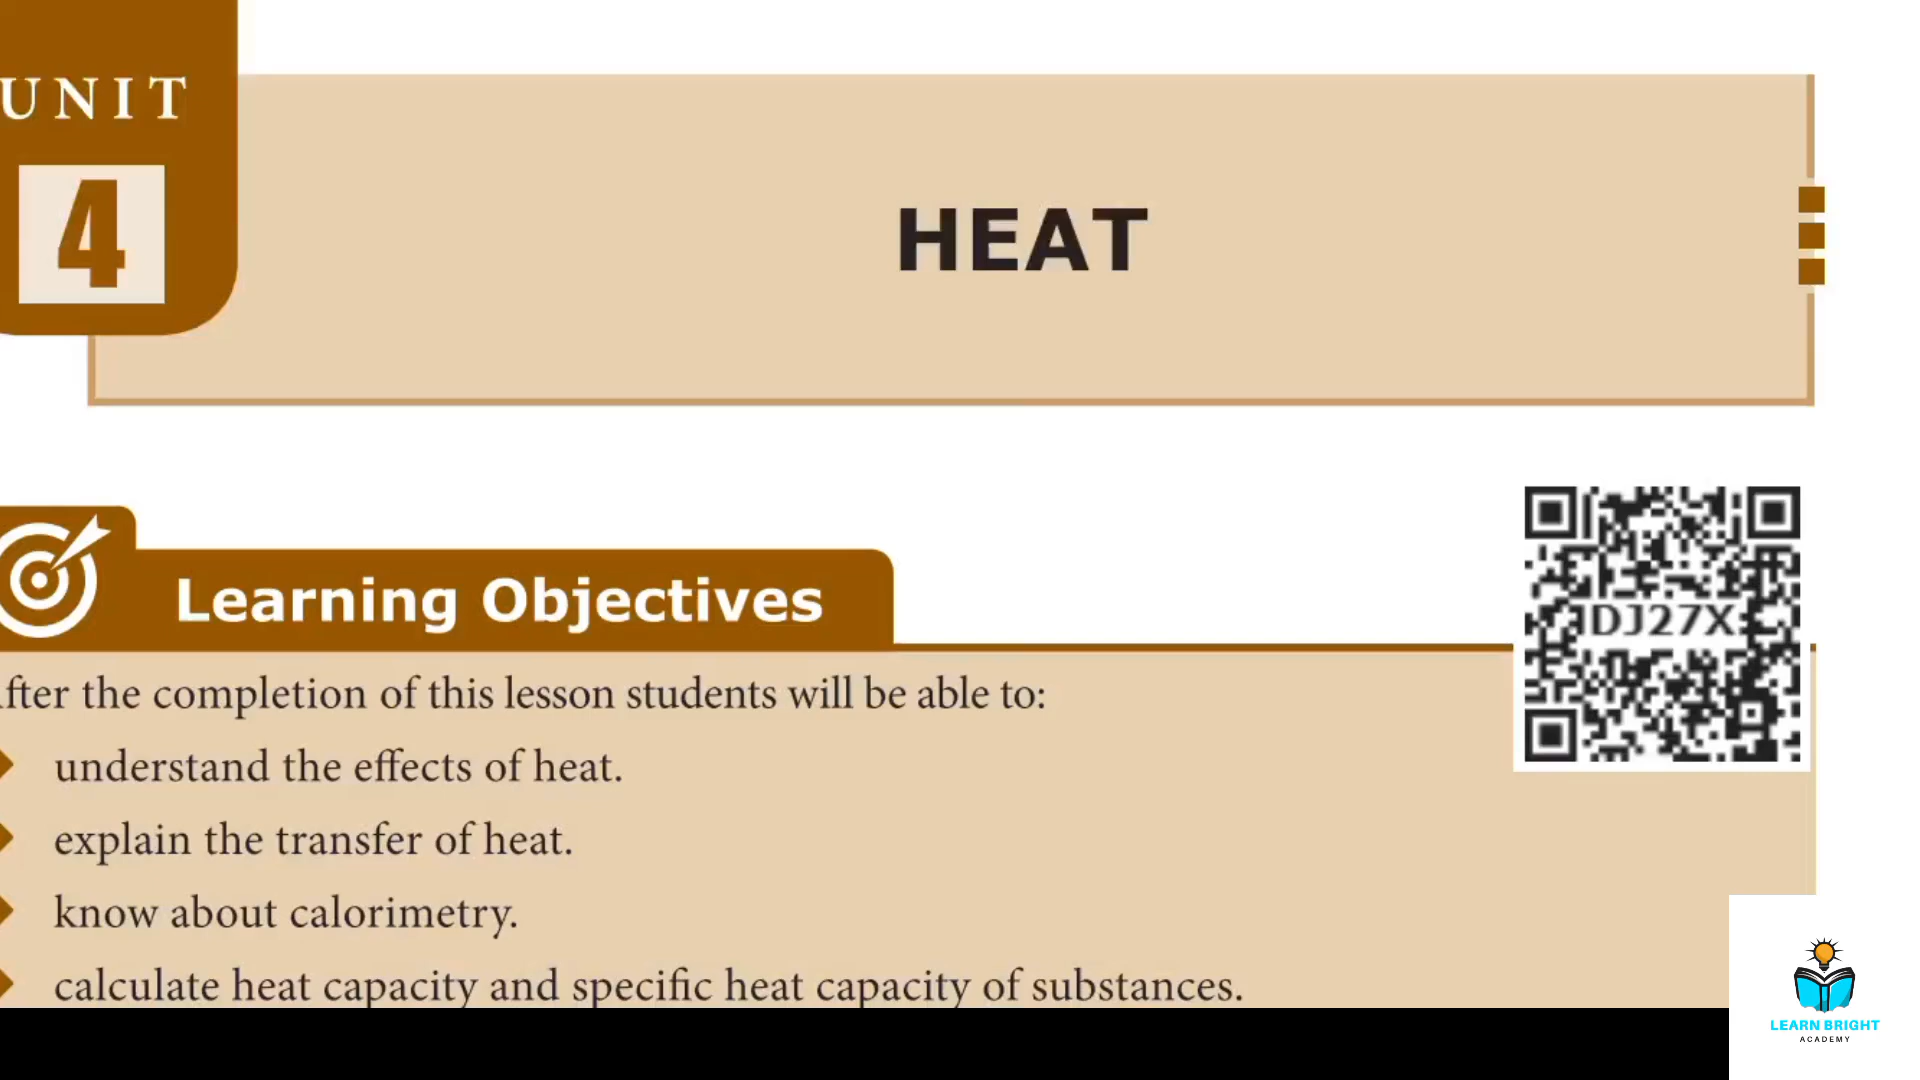 UNIT
4
HEAT
Learning Objectives
DJ27X
fter the completion of this lesson students will be able to:
understand the effects of heat.
explain the transfer of heat.
know about calorimetry.
calculate heat capacity and specific heat capacity of substances.
LEARN BRIGHT
ACADEMY